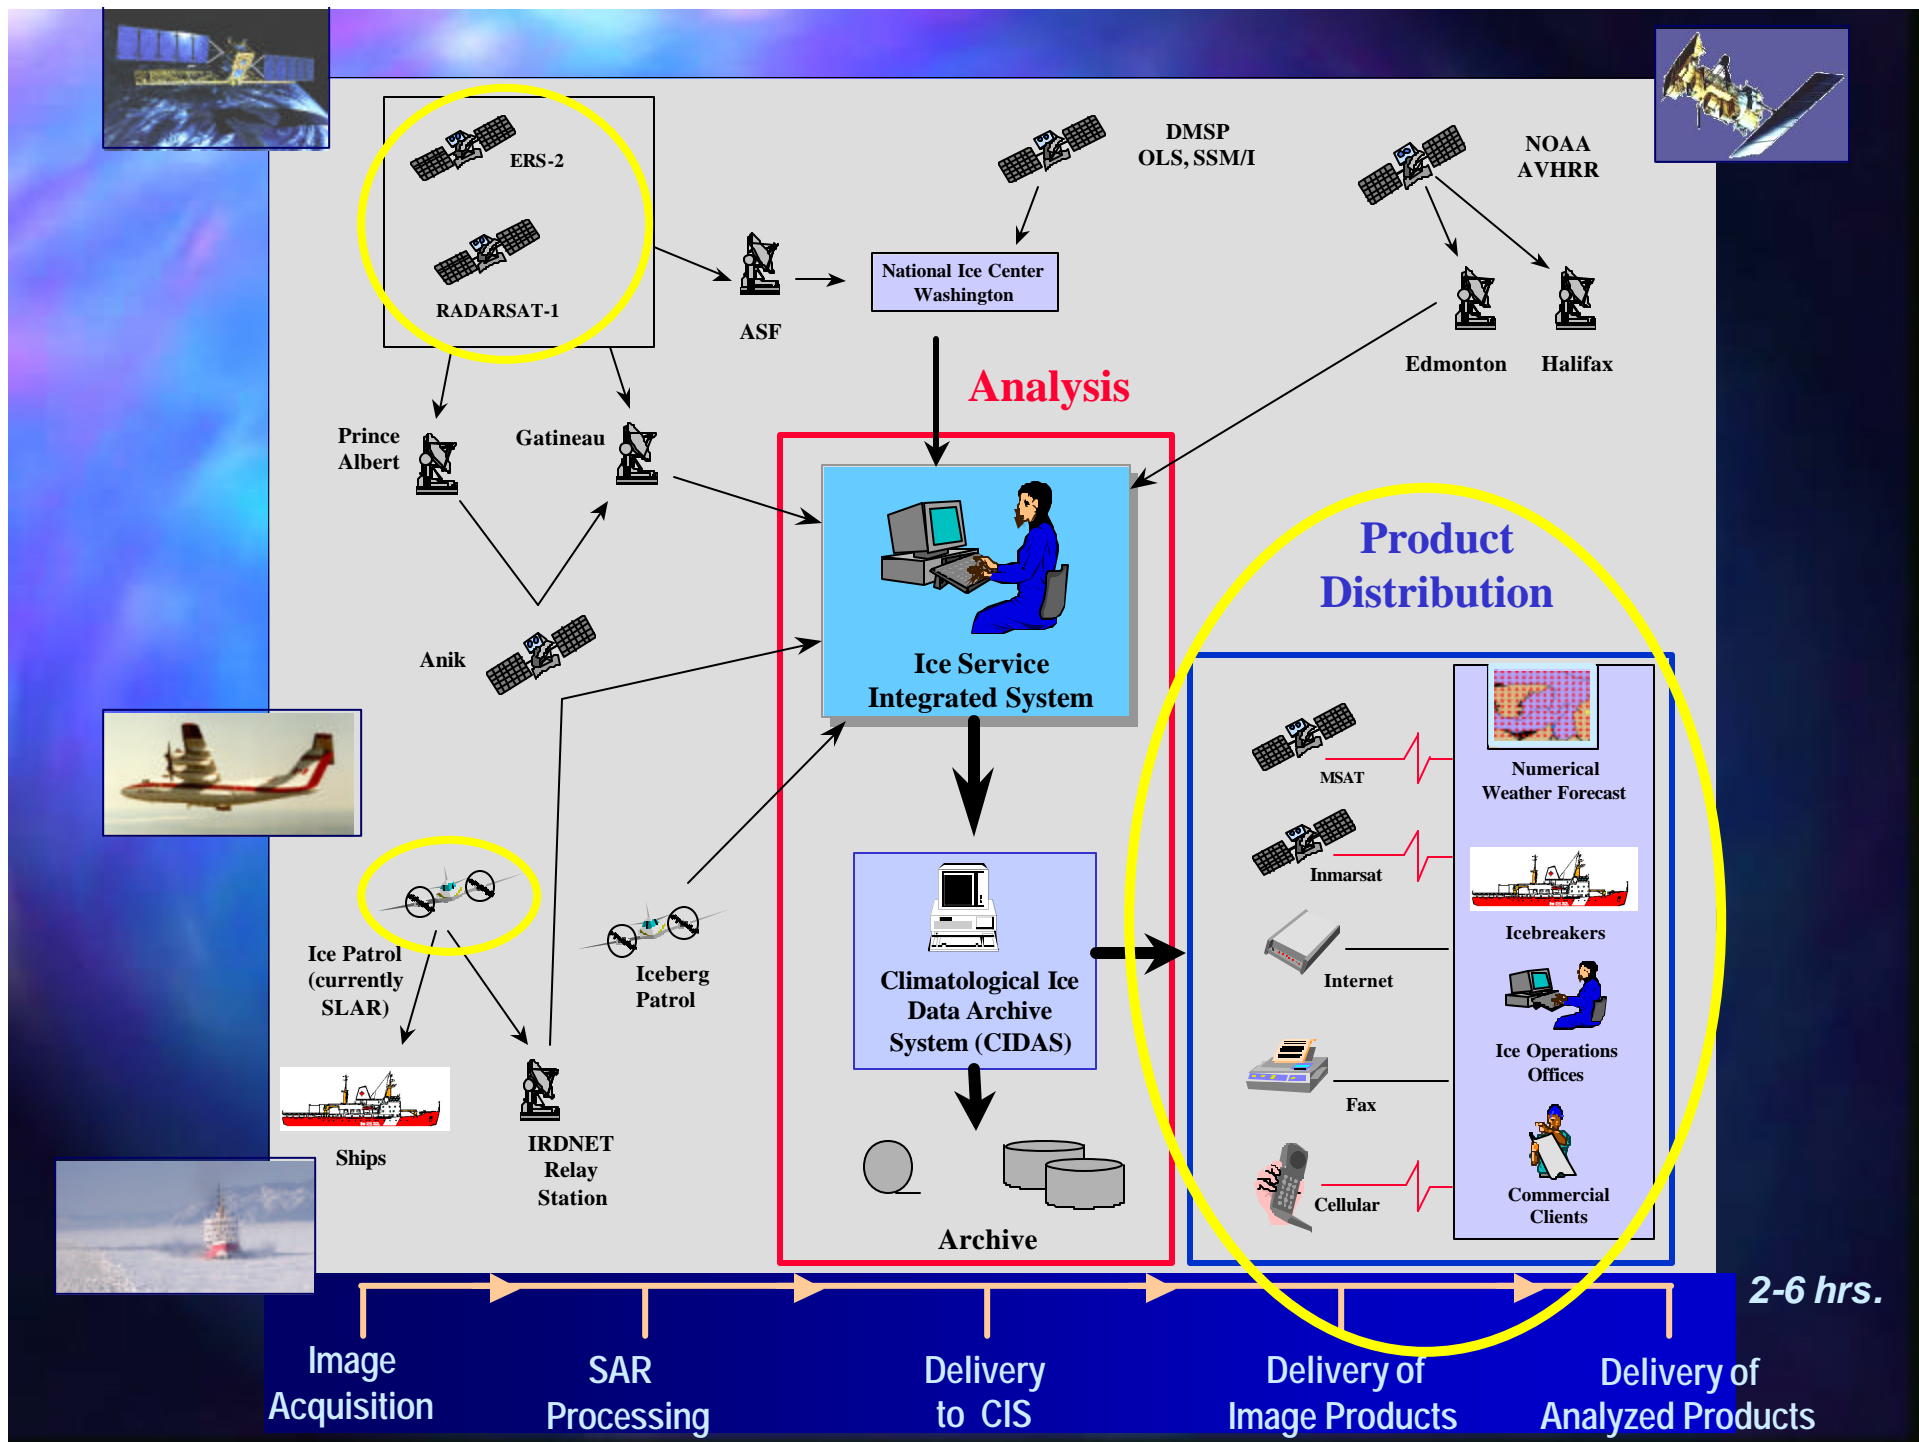 ERS-2
RADARSAT-1
DMSP
OLS, SSM/I
NOAA
AVHRR
National Ice Center
Washington
ASF
Edmonton
Halifax
Analysis
Prince
Albert
Gatineau
Anik
Ice Service
Integrated System
Product
Distribution
MSAT
Numerical
Weather Forecast
Inmarsat
Icebreakers
Internet
Ice Operations
Offices
Fax
Commercial
Clients
Cellular
Ice Patrol
(currently
SLAR)
Iceberg
Patrol
Climatological Ice
Data Archive
System (CIDAS)
Ships
IRDNET
Relay
Station
Archive
2-6 hrs.
Image
Acquisition
SAR
Processing
Delivery
to CIS
Delivery of
Image Products
Delivery of
Analyzed Products